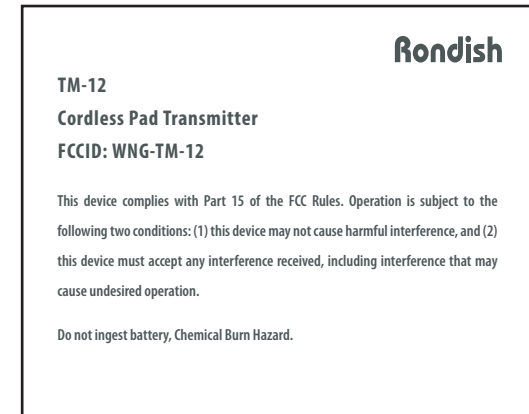 Rondish
TM-12
Cordless Pad Transmitter
FCCID: WNG-TM-12
This device complies with Part 15 of the FCC Rules. Operation is subject to the
following two conditions: (1) this device may not cause harmful interference, and (2)
this device must accept any interference received, including interference that may
cause undesired operation.
Do not ingest battery, Chemical Burn Hazard.